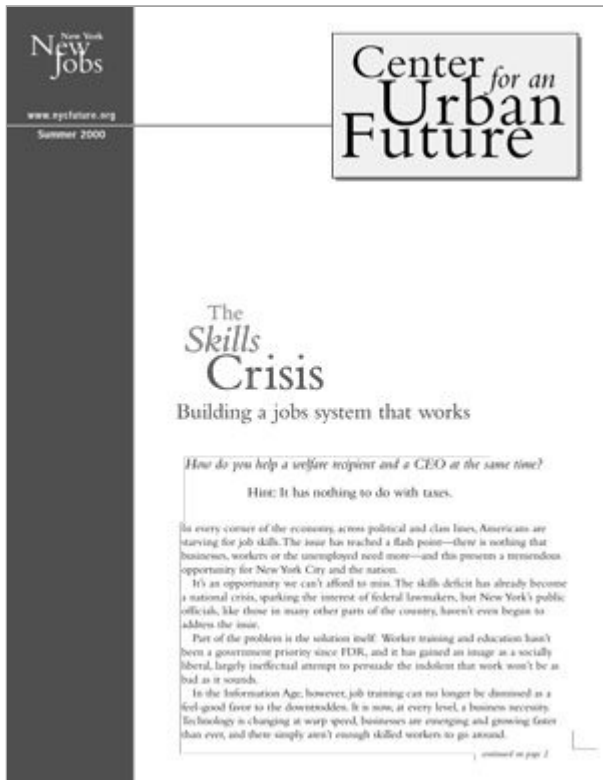 New York
New
Jobs
www.nycfuture.org
Summer 2000
Center for an
Urban
Future
The
Skills
Crisis
Building a jobs system that works
How do you help a welfare recipient and a CEO at the same time?
Hint: It has nothing to do with taxes.
In every corner of the economy, across political and class lines, Americans are
starving for job skills. The issue has reached a flash point—there is nothing that
businesses, workers or the unemployed need more—and this presents a tremendous
opportunity for New York City and the nation.
It's an opportunity we can't afford to miss. The skills deficit has already become
a national crisis, sparking the interest of federal lawmakers, but New York's public
officials, like those in many other parts of the country, haven't even begun to
address the issue.
Part of the problem is the solution itself. Worker training and education hasn't
been a government priority since FDR, and it has gained an image as a socially
liberal, largely ineffectual attempt to persuade the indolent that work won't be as
bad as it sounds.
In the Information Age, however, job training can no longer be dismissed as a
feel-good favor to the downtrodden. It is now, at every level, a business necessity.
Technology is changing at warp speed, businesses are emerging and growing faster
than ever, and there simply aren't enough skilled workers to go around.
continued on page 2